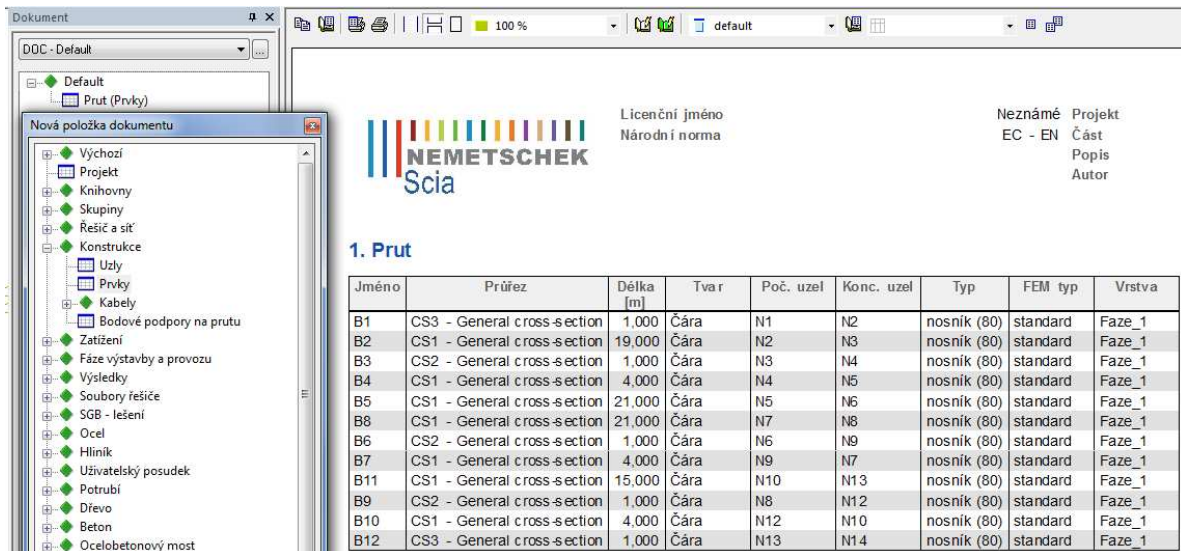 Dokument
DOC - Default
...
Default
Prut (Prvky)
Nová položka dokumentu
Výchozí
Projekt
Knihovny
Skupiny
Řešič a síť
Konstrukce
Uzly
Prvky
Kabely
Bodové podpory na prutu
Zatížení
Fáze výstavby a provozu
Výsledky
Soubory řešiče
SGB - lešení
Ocel
Hliník
Uživatelský posudek
Potrubí
Dřevo
Beton
Ocelobetonový most
100 %
default
NEMETSCHEK
Scia
Licenční jméno
Národní norma
Neznámé Projekt
EC - EN Část
Popis
Autor
1. Prut
Jméno Průřez Délka [m] Tvar Poč. uzel Konc. uzel Typ FEM typ Vrstva
B1 CS3 - General cross-section 1,000 Čára N1 N2 nosník (80) standard Faze_1
B2 CS1 - General cross-section 19,000 Čára N2 N3 nosník (80) standard Faze_1
B3 CS2 - General cross-section 1,000 Čára N3 N4 nosník (80) standard Faze_1
B4 CS1 - General cross-section 4,000 Čára N4 N5 nosník (80) standard Faze_1
B5 CS1 - General cross-section 21,000 Čára N5 N6 nosník (80) standard Faze_1
B8 CS1 - General cross-section 21,000 Čára N7 N8 nosník (80) standard Faze_1
B6 CS2 - General cross-section 1,000 Čára N6 N9 nosník (80) standard Faze_1
B7 CS1 - General cross-section 4,000 Čára N9 N7 nosník (80) standard Faze_1
B11 CS1 - General cross-section 15,000 Čára N10 N13 nosník (80) standard Faze_1
B9 CS2 - General cross-section 1,000 Čára N8 N12 nosník (80) standard Faze_1
B10 CS1 - General cross-section 4,000 Čára N12 N10 nosník (80) standard Faze_1
B12 CS3 - General cross-section 1,000 Čára N13 N14 nosník (80) standard Faze_1